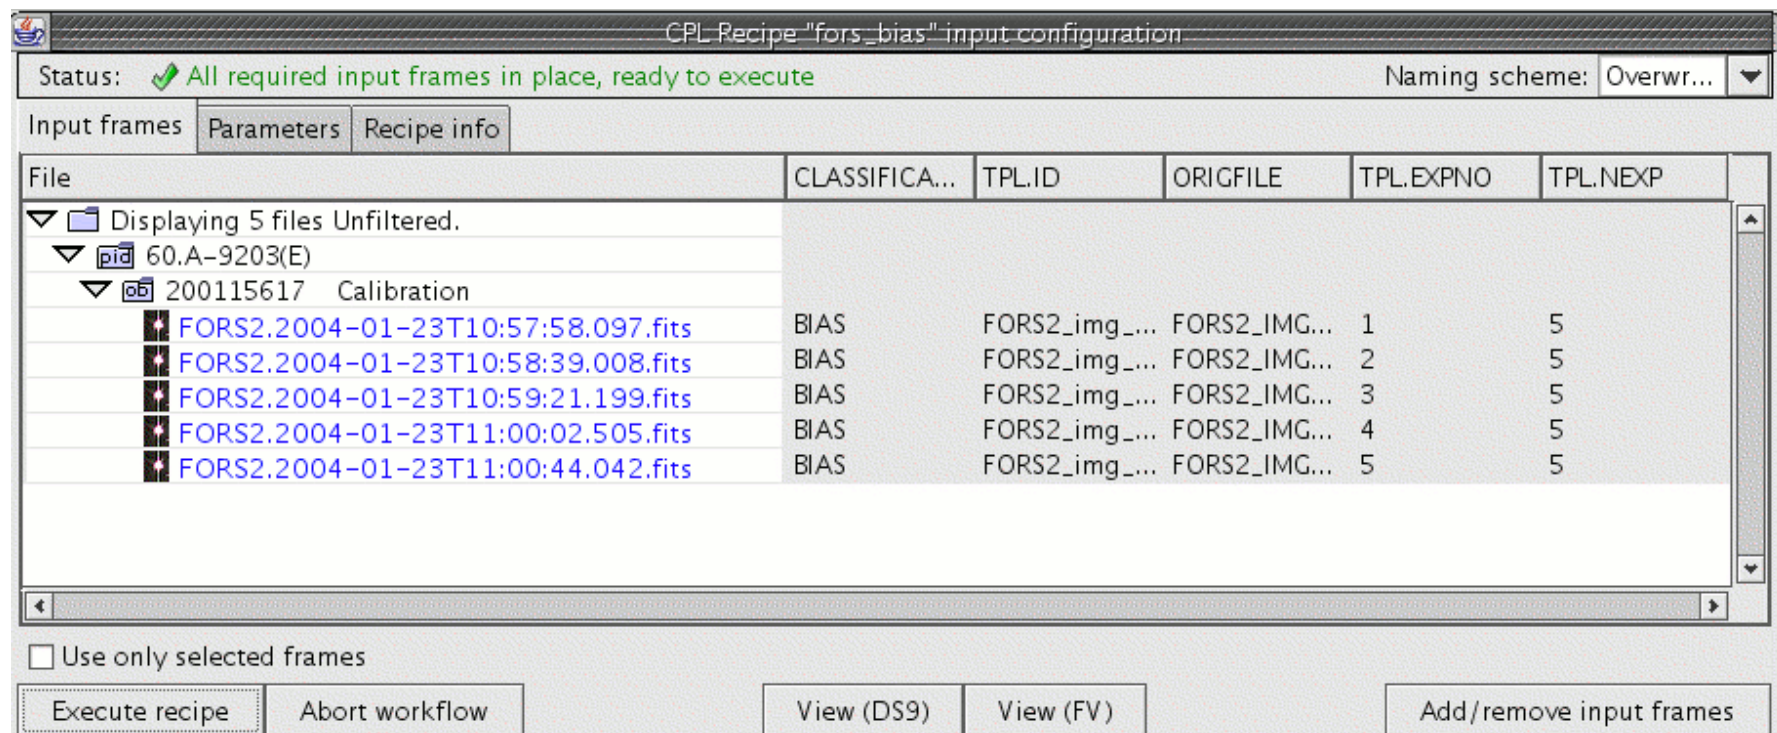 CPL Recipe "fors_bias" input configuration
Status: All required input frames in place, ready to execute Naming scheme: Overwr...
Input frames Parameters Recipe info
File CLASSIFICA... TPL.ID ORIGFILE TPL.EXPNO TPL.NEXP
Displaying 5 files Unfiltered.
pid 60.A-9203(E)
ob 200115617 Calibration
FORS2.2004-01-23T10:57:58.097.fits BIAS FORS2_img_... FORS2_IMG... 1 5
FORS2.2004-01-23T10:58:39.008.fits BIAS FORS2_img_... FORS2_IMG... 2 5
FORS2.2004-01-23T10:59:21.199.fits BIAS FORS2_img_... FORS2_IMG... 3 5
FORS2.2004-01-23T11:00:02.505.fits BIAS FORS2_img_... FORS2_IMG... 4 5
FORS2.2004-01-23T11:00:44.042.fits BIAS FORS2_img_... FORS2_IMG... 5 5
Use only selected frames
Execute recipe Abort workflow View (DS9) View (FV) Add/remove input frames